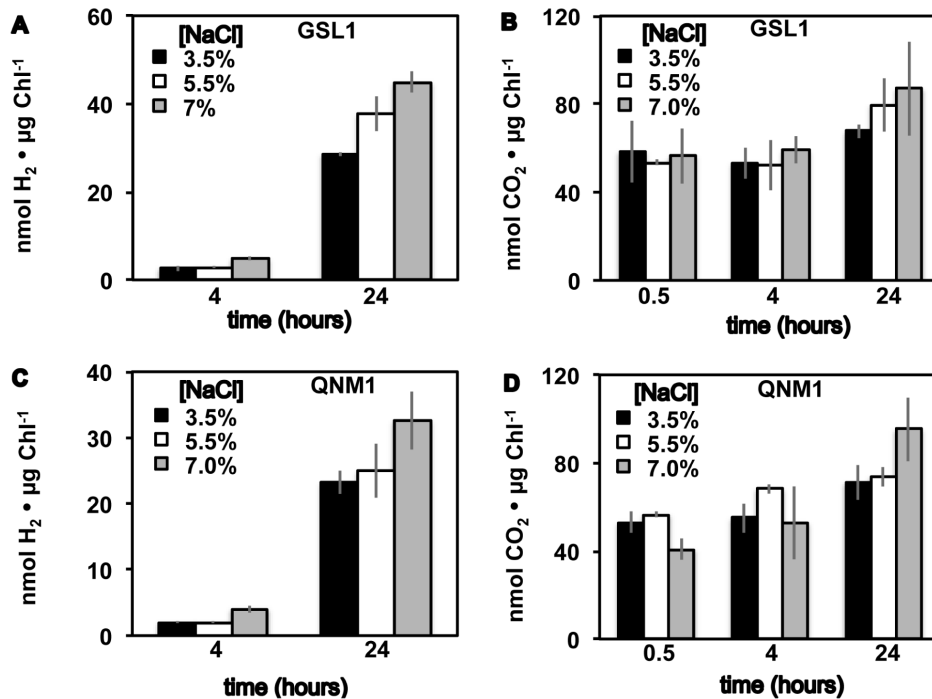 A
GSL1
[NaCl]
3.5%
5.5%
7%
nmol H₂ • µg Chl⁻¹
60
40
20
0
4
24
time (hours)
B
GSL1
[NaCl]
3.5%
5.5%
7.0%
nmol CO₂ • µg Chl⁻¹
120
80
40
0
0.5
4
24
time (hours)
C
QNM1
[NaCl]
3.5%
5.5%
7.0%
nmol H₂ • µg Chl⁻¹
40
30
20
10
0
4
24
time (hours)
D
QNM1
[NaCl]
3.5%
5.5%
7.0%
nmol CO₂ • µg Chl⁻¹
120
80
40
0
0.5
4
24
time (hours)